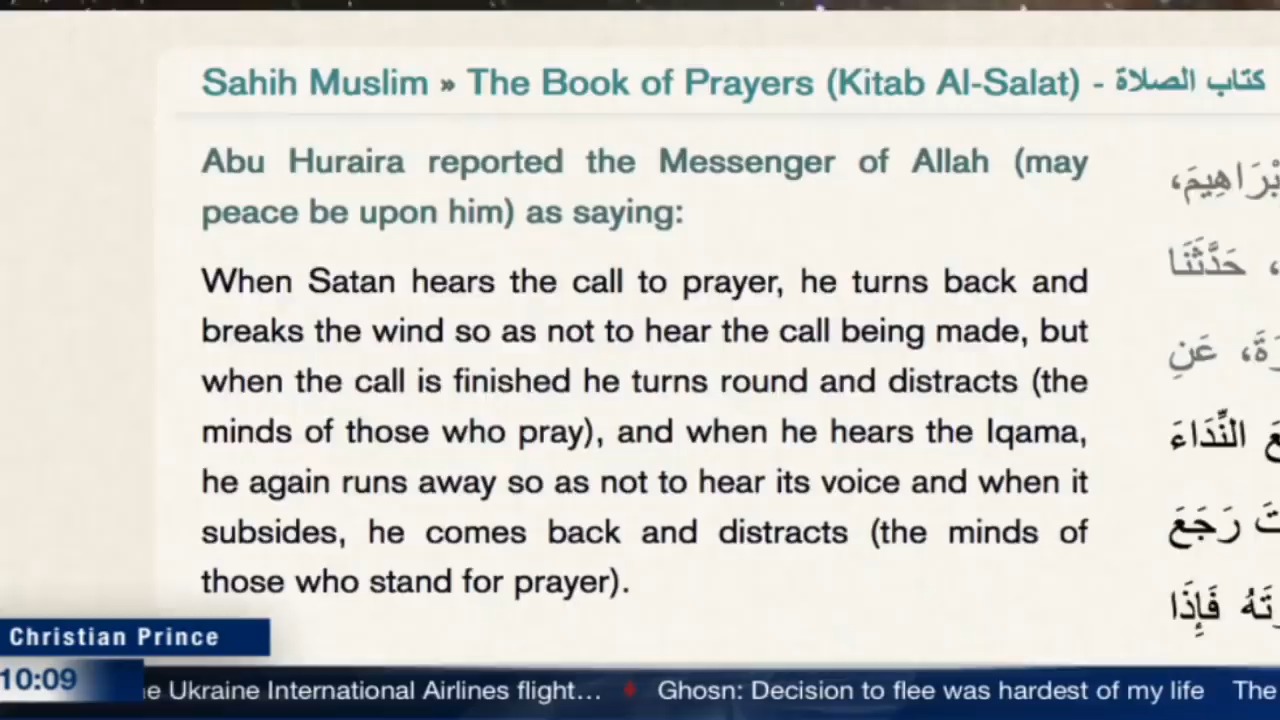 Sahih Muslim » The Book of Prayers (Kitab Al-Salat) - كتاب الصلاة
Abu Huraira reported the Messenger of Allah (may
peace be upon him) as saying:
When Satan hears the call to prayer, he turns back and
breaks the wind so as not to hear the call being made, but
when the call is finished he turns round and distracts (the
minds of those who pray), and when he hears the Iqama,
he again runs away so as not to hear its voice and when it
subsides, he comes back and distracts (the minds of
those who stand for prayer).
حَدَّثَنَا
عَنِ
النِّدَاءَ
رَجَعَ
فَإِذَا
Christian Prince
10:09
Ukraine International Airlines flight... Ghosn: Decision to flee was hardest of my life The